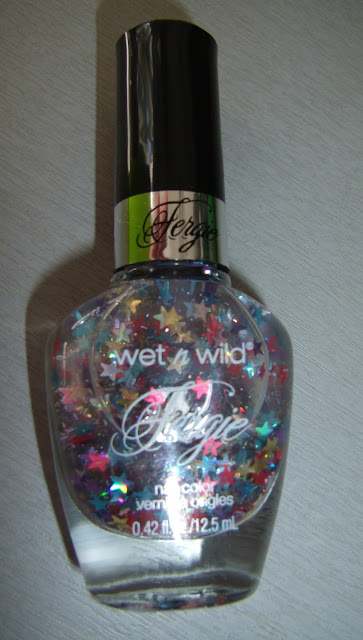 Fergie
wet n wild®
Fergie
nail color
vernis à ongles
0.42 fl. oz./12.5 mL